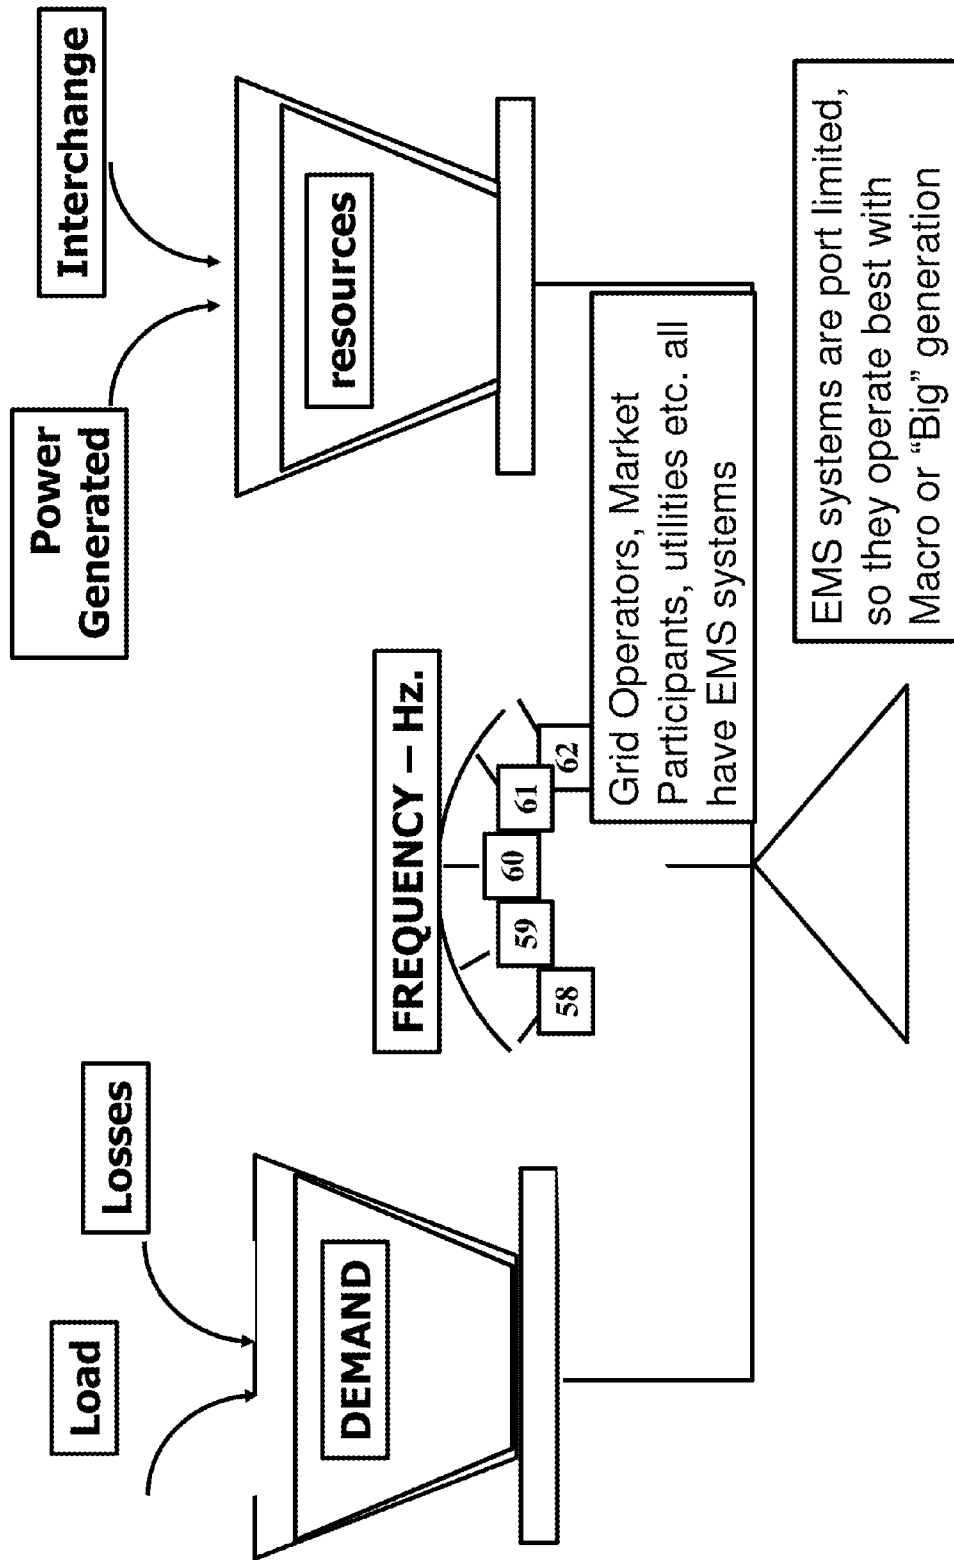 Load
Losses
Power
Generated
Interchange
DEMAND
FREQUENCY – Hz.
58
59
60
61
62
resources
Grid Operators, Market
Participants, utilities etc. all
have EMS systems
EMS systems are port limited,
so they operate best with
Macro or “Big” generation